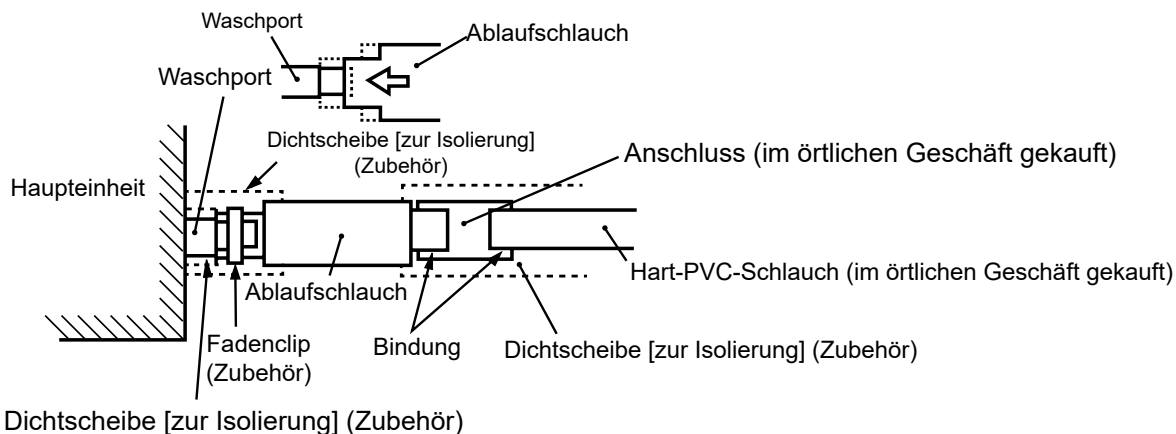 Waschport
Ablaufschlauch
Waschport
Dichtscheibe [zur Isolierung]
(Zubehör)
Anschluss (im örtlichen Geschäft gekauft)
Haupteinheit
Hart-PVC-Schlauch (im örtlichen Geschäft gekauft)
Ablaufschlauch
Fadenclip
(Zubehör)
Bindung
Dichtscheibe [zur Isolierung] (Zubehör)
Dichtscheibe [zur Isolierung] (Zubehör)